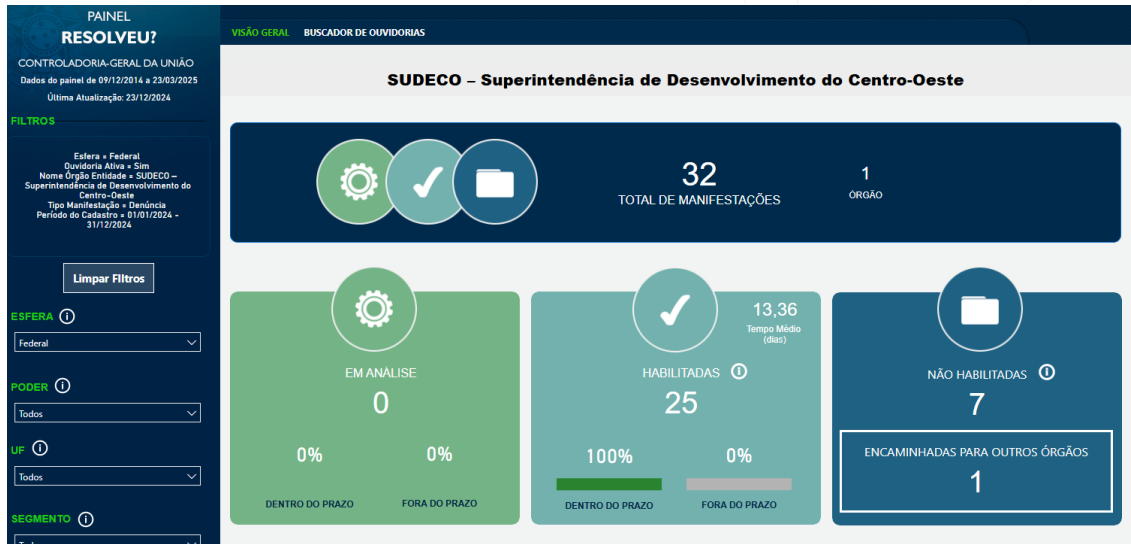 PAINEL
RESOLVEU?
CONTROLADORIA-GERAL DA UNIÃO
Dados do painel de 09/12/2014 a 23/03/2025
Última Atualização: 23/12/2024
FILTROS
Esfera = Federal
Ouvidoria Ativa = Sim
Nome Órgão Entidade = SUDECO –
Superintendência de Desenvolvimento do
Centro-Oeste
Tipo Manifestação = Denúncia
Período do Cadastro = 01/01/2024 -
31/12/2024
Limpar FIltros
ESFERA
Federal
PODER
Todos
UF
Todos
SEGMENTO
VISÃO GERAL BUSCADOR DE OUVIDORIAS
SUDECO – Superintendência de Desenvolvimento do Centro-Oeste
32
TOTAL DE MANIFESTAÇÕES
1
ÓRGÃO
EM ANÁLISE
0
0% 0%
DENTRO DO PRAZO FORA DO PRAZO
13,36
Tempo Médio
(dias)
HABILITADAS
25
100% 0%
DENTRO DO PRAZO FORA DO PRAZO
NÃO HABILITADAS
7
ENCAMINHADAS PARA OUTROS ÓRGÃOS
1